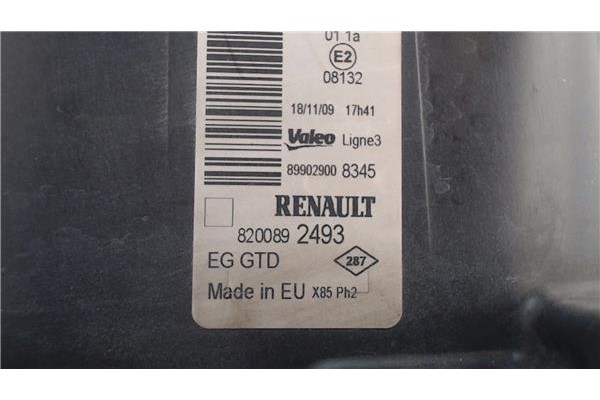 01 1a
E2
08132
18/11/09 17h41
Valeo Ligne3
89902900 8345
RENAULT
820089 2493
EG GTD 287
Made in EU X85 Ph2